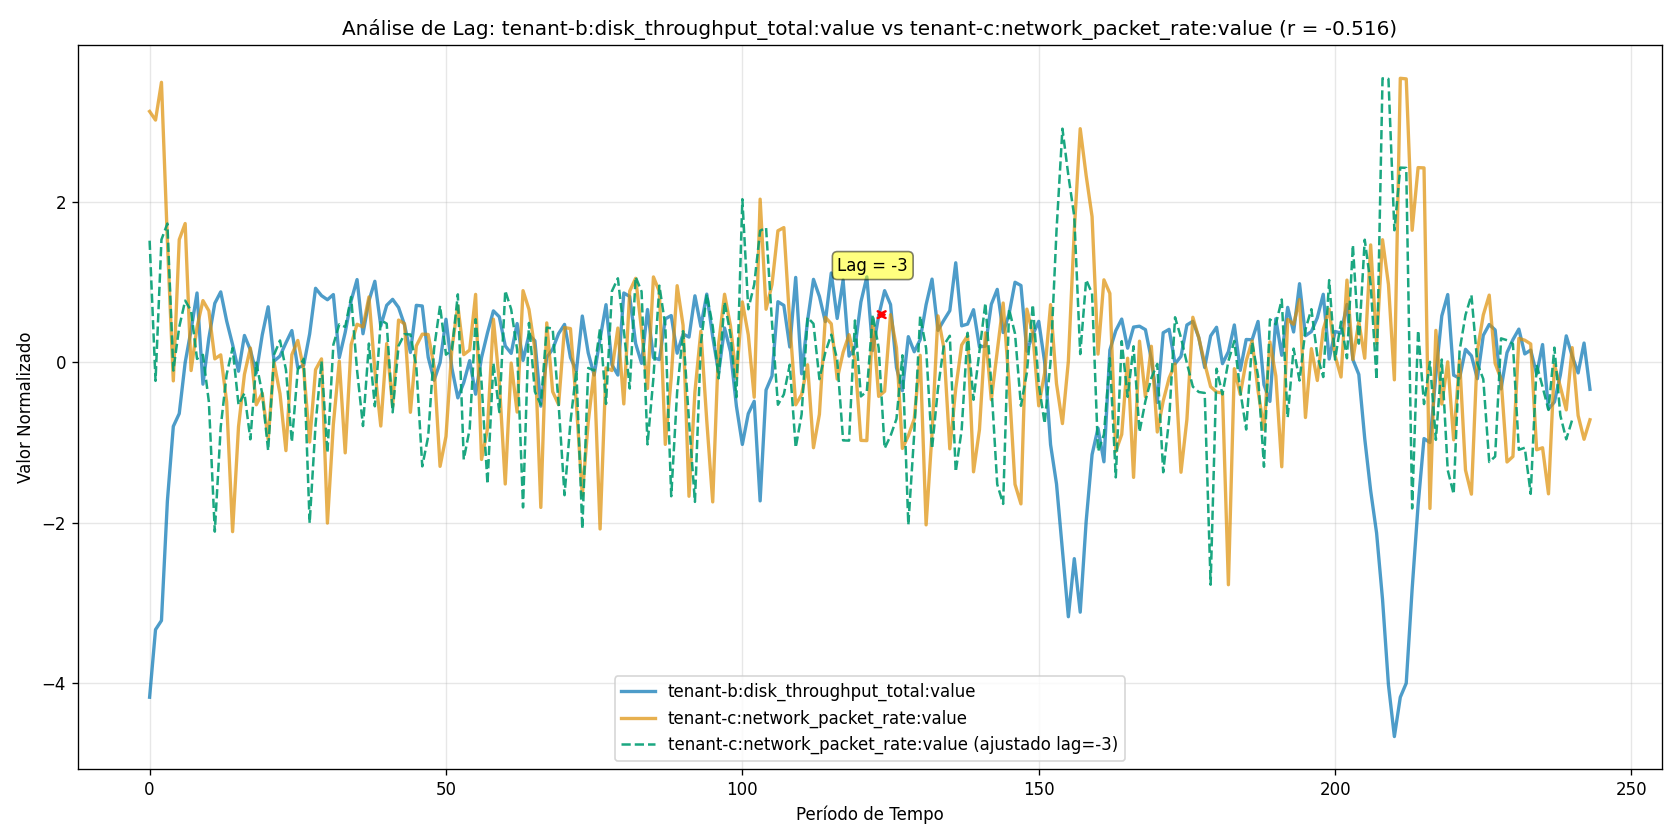 Análise de Lag: tenant-b:disk_throughput_total:value vs tenant-c:network_packet_rate:value (r = -0.516)
Valor Normalizado
2
0
−2
−4
Lag = -3
tenant-b:disk_throughput_total:value
tenant-c:network_packet_rate:value
tenant-c:network_packet_rate:value (ajustado lag=-3)
0 50 100 150 200 250
Período de Tempo